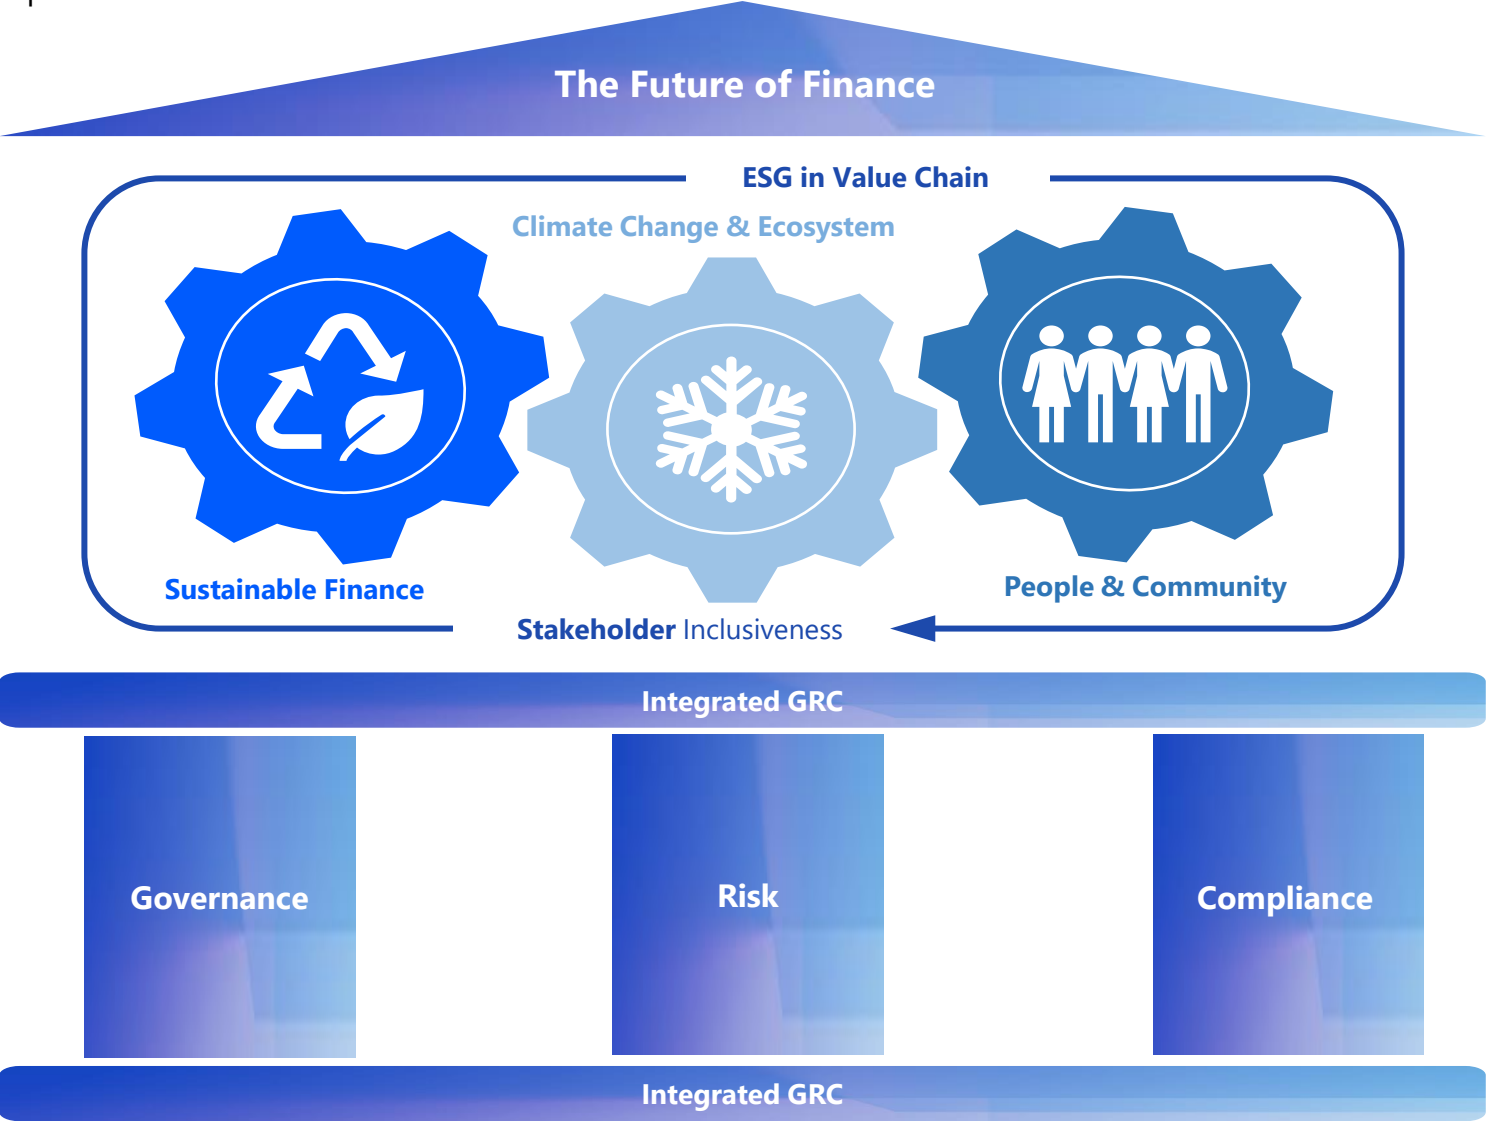 The Future of Finance
ESG in Value Chain
Climate Change & Ecosystem
Sustainable Finance
People & Community
Stakeholder Inclusiveness
Integrated GRC
Governance
Risk
Compliance
Integrated GRC